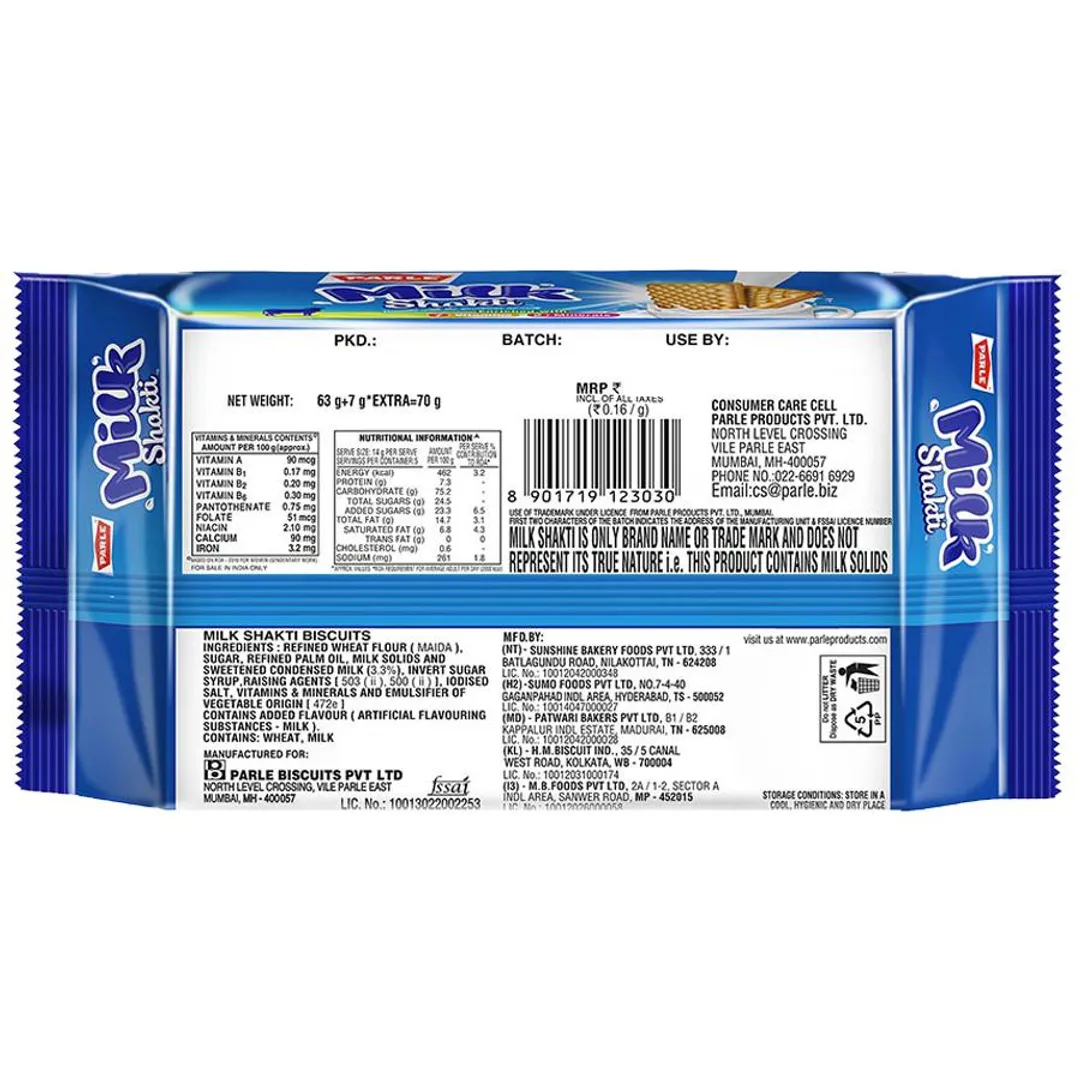 PARLE
Milk
Shakti
PARLE
Milk
Shakti
PKD.:
BATCH:
USE BY:
NET WEIGHT: 63 g+7 g*EXTRA=70 g
MRP ₹
INCL. OF ALL TAXES
(₹ 0.16 / g)
8 901719 123030
CONSUMER CARE CELL
PARLE PRODUCTS PVT. LTD.
NORTH LEVEL CROSSING
VILE PARLE EAST
MUMBAI, MH-400057
PHONE NO.:022-6691 6929
Email:cs@parle.biz
VITAMINS & MINERALS CONTENTS
AMOUNT PER 100 g(approx.)
VITAMIN A 90 mcg
VITAMIN B1 0.17 mg
VITAMIN B2 0.20 mg
VITAMIN B6 0.30 mg
PANTOTHENATE 0.75 mg
FOLATE 51 mcg
NIACIN 2.10 mg
CALCIUM 90 mg
IRON 3.2 mg
FOR SALE IN INDIA ONLY
NUTRITIONAL INFORMATION
SERVE SIZE: 14 g PER SERVE
SERVINGS PER CONTAINER:5
AMOUNT PER 100 g
PER SERVE % CONTRIBUTION TO RDA
ENERGY (kcal) 462 3.2
PROTEIN (g) 7.3 -
CARBOHYDRATE (g) 75.2 -
TOTAL SUGARS (g) 24.5 -
ADDED SUGARS (g) 23.3 6.5
TOTAL FAT (g) 14.7 3.1
SATURATED FAT (g) 6.8 4.3
TRANS FAT (g) 0 0
CHOLESTEROL (mg) 0.6 -
SODIUM (mg) 261 1.8
USE OF TRADEMARK UNDER LICENCE FROM PARLE PRODUCTS PVT. LTD., MUMBAI.
FIRST TWO CHARACTERS OF THE BATCH INDICATES THE ADDRESS OF THE MANUFACTURING UNIT & FSSAI LICENCE NUMBER
MILK SHAKTI IS ONLY BRAND NAME OR TRADE MARK AND DOES NOT
REPRESENT ITS TRUE NATURE i.e. THIS PRODUCT CONTAINS MILK SOLIDS
PARLE
Milk
Shakti
MILK SHAKTI BISCUITS
INGREDIENTS : REFINED WHEAT FLOUR ( MAIDA ),
SUGAR, REFINED PALM OIL, MILK SOLIDS AND
SWEETENED CONDENSED MILK (3.3%), INVERT SUGAR
SYRUP,RAISING AGENTS [ 503 ( ii ), 500 ( ii ) ], IODISED
SALT, VITAMINS & MINERALS AND EMULSIFIER OF
VEGETABLE ORIGIN [ 472e ]
CONTAINS ADDED FLAVOUR ( ARTIFICIAL FLAVOURING
SUBSTANCES - MILK ).
CONTAINS: WHEAT, MILK
MANUFACTURED FOR:
B PARLE BISCUITS PVT LTD
NORTH LEVEL CROSSING, VILE PARLE EAST
MUMBAI, MH - 400057
fssai
LIC. No.: 10013022002253
MFD.BY:
(NT)- SUNSHINE BAKERY FOODS PVT LTD, 333 / 1
BATLAGUNDU ROAD, NILAKOTTAI, TN - 624208
LIC. No.: 10012042000348
(H2)-SUMO FOODS PVT LTD, NO.7-4-40
GAGANPAHAD INDL AREA, HYDERABAD, TS - 500052
LIC. No.: 10014047000027
(MD) - PATWARI BAKERS PVT LTD, B1 / B2
KAPPALUR INDL ESTATE, MADURAI, TN - 625008
LIC. No.: 10012042000028
(KL) - H.M.BISCUIT IND., 35 / 5 CANAL
WEST ROAD, KOLKATA, WB - 700004
LIC. No.: 10012031000174
(I3) - M.B.FOODS PVT LTD, 2A / 1-2, SECTOR A
INDL AREA, SANWER ROAD, MP - 452015
LIC. No.: 10012026000058
visit us at www.parleproducts.com
Do not LITTER
Dispose as DRY WASTE
5
PP
STORAGE CONDITIONS: STORE IN A
COOL, HYGIENIC AND DRY PLACE